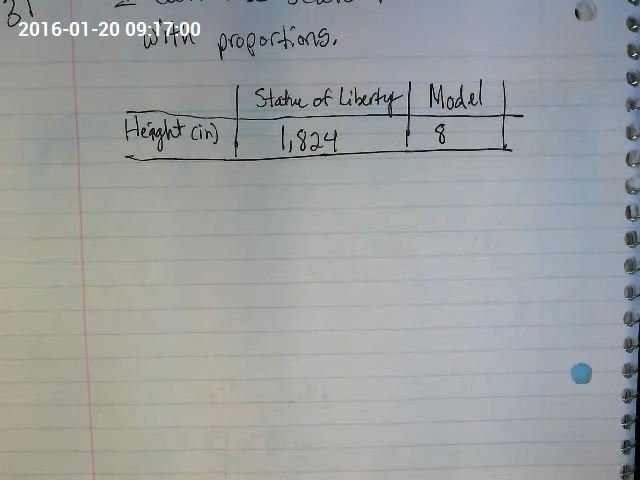 2016-01-20 09:17:00
with proportions.
Statue of Liberty Model
Height (in) 1,824 8